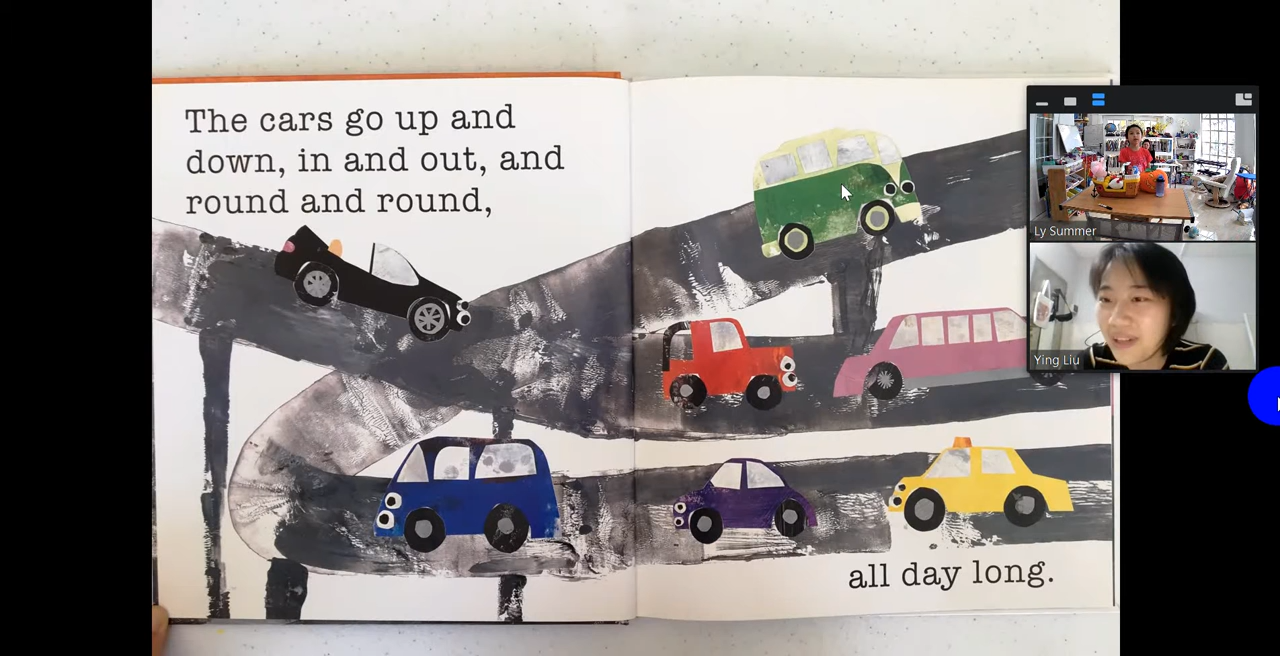 The cars go up and
down, in and out, and
round and round,
all day long.
Ly Summer
Ying Liu